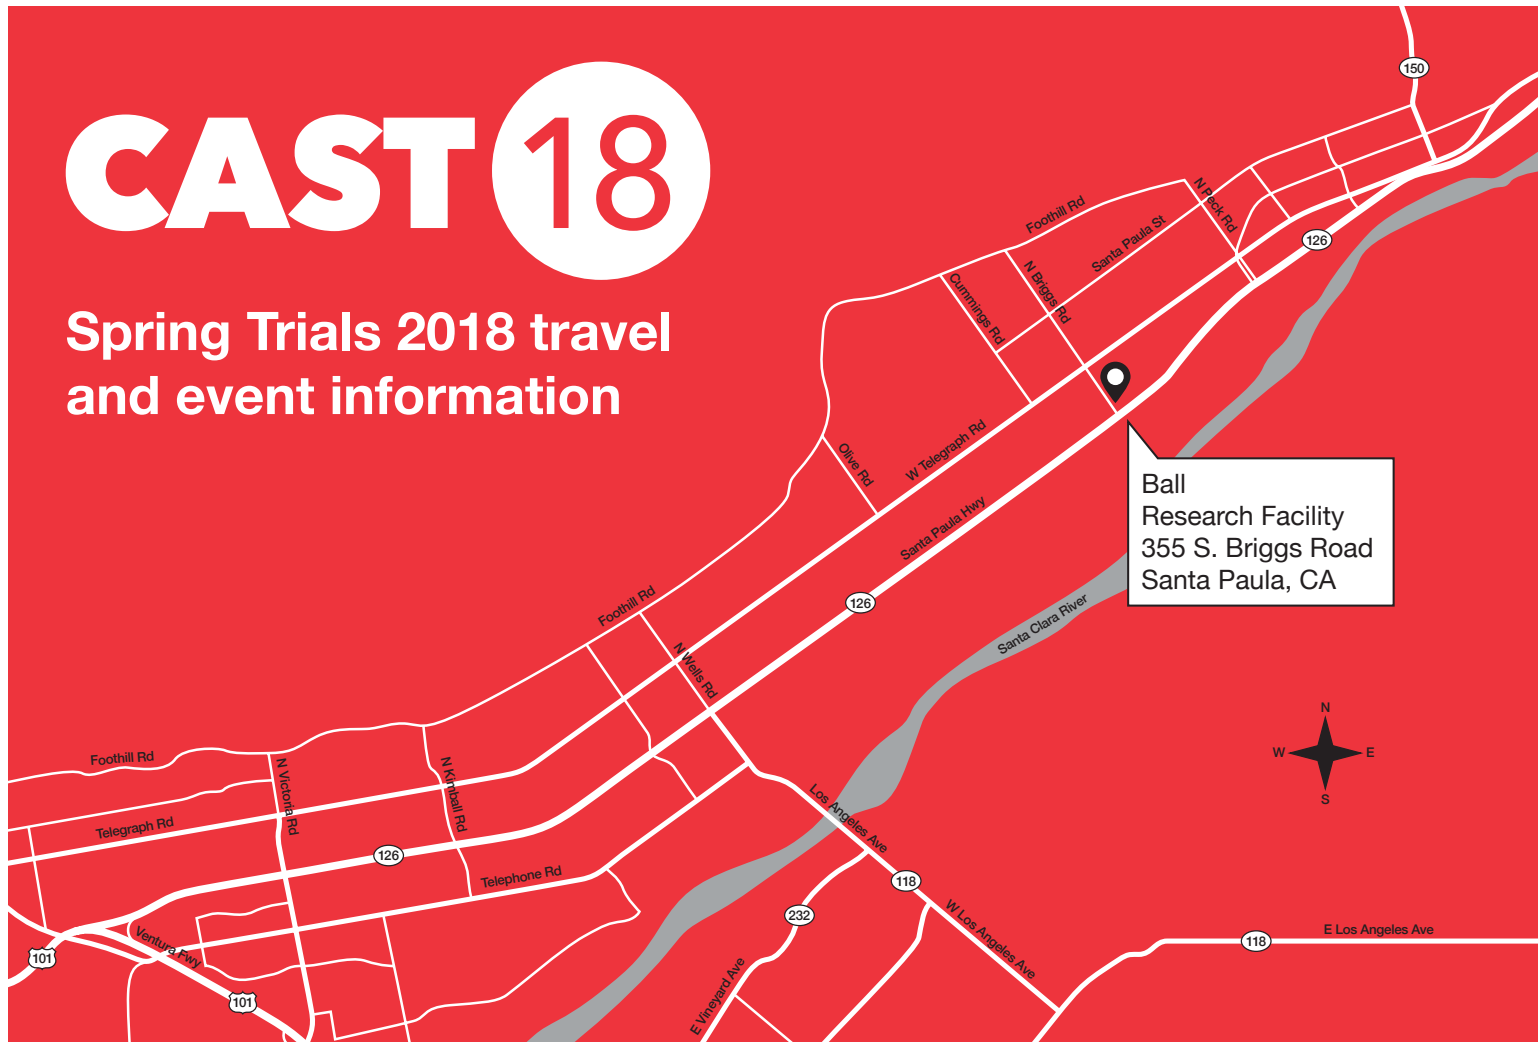 CAST 18
Spring Trials 2018 travel
and event information
150
N Peck Rd
Foothill Rd
Santa Paula St
126
N Briggs Rd
Cummings Rd
W Telegraph Rd
Olive Rd
Santa Paula Hwy
Ball
Research Facility
355 S. Briggs Road
Santa Paula, CA
126
Foothill Rd
Santa Clara River
N Wells Rd
N
W
E
S
Foothill Rd
N Victoria Rd
N Kimball Rd
Los Angeles Ave
Telegraph Rd
126
Telephone Rd
118
232
W Los Angeles Ave
118
E Los Angeles Ave
Ventura Fwy
101
101
E Vineyard Ave